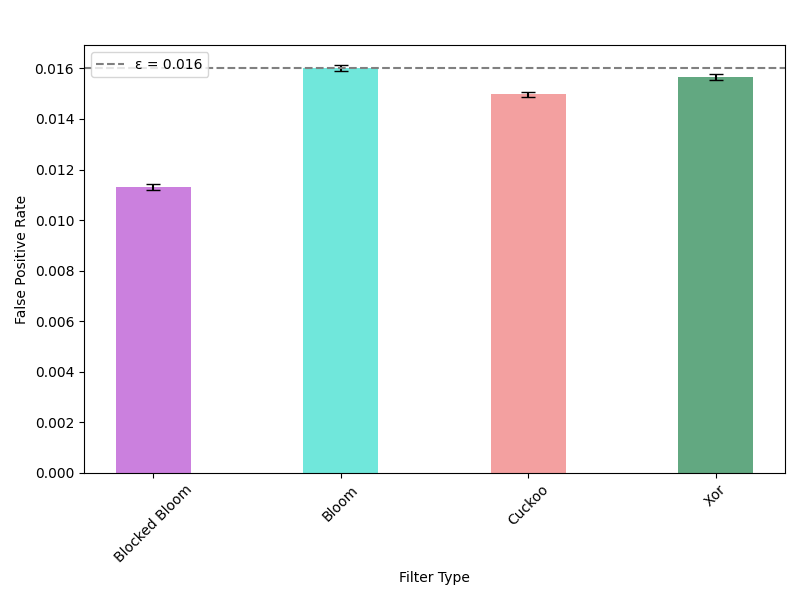 ε = 0.016
0.016
0.014
0.012
0.010
0.008
0.006
0.004
0.002
0.000
False Positive Rate
Blocked Bloom
Bloom
Cuckoo
Xor
Filter Type